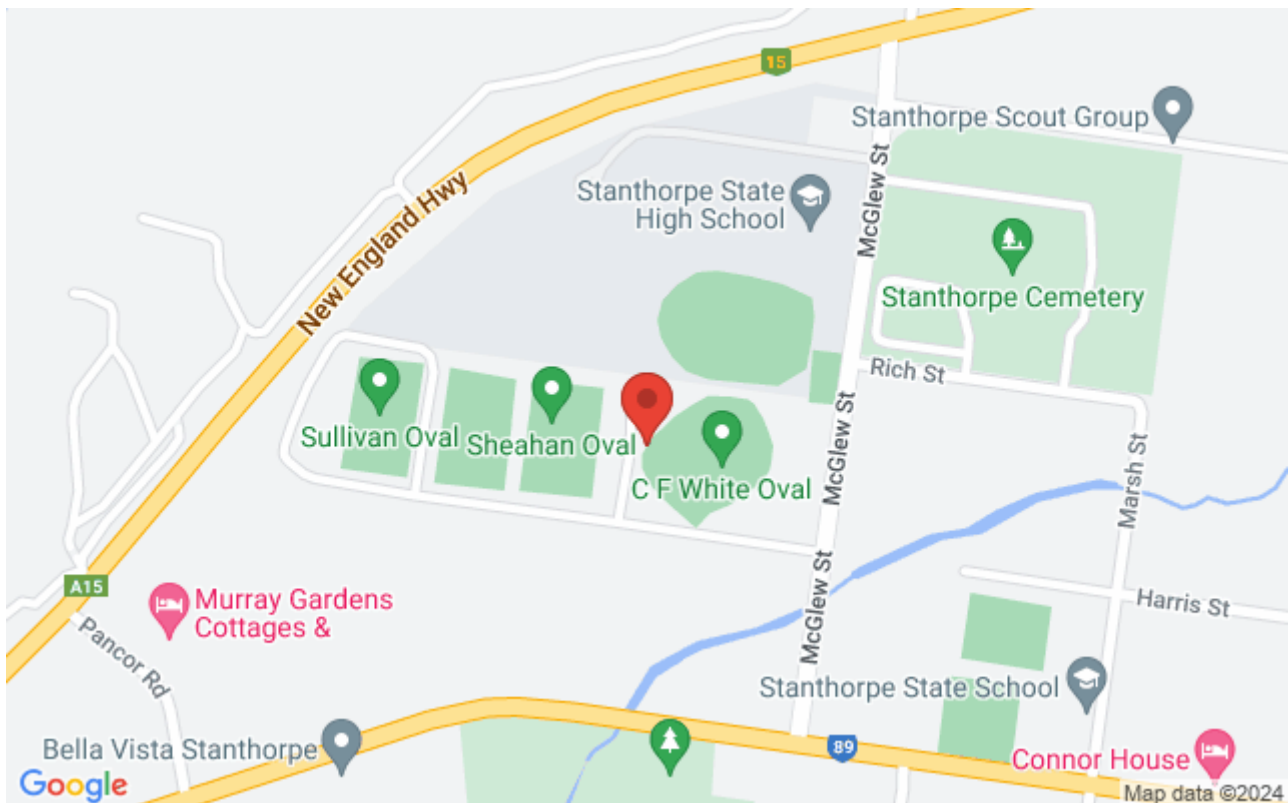 15
Stanthorpe Scout Group
McGlew St
Stanthorpe State
High School
New England Hwy
Stanthorpe Cemetery
Rich St
Sullivan Oval
Sheahan Oval
C F White Oval
McGlew St
Marsh St
A15
Murray Gardens
Cottages &
Harris St
McGlew St
Pancor Rd
Stanthorpe State School
Bella Vista Stanthorpe
89
Connor House
Google
Map data ©2024